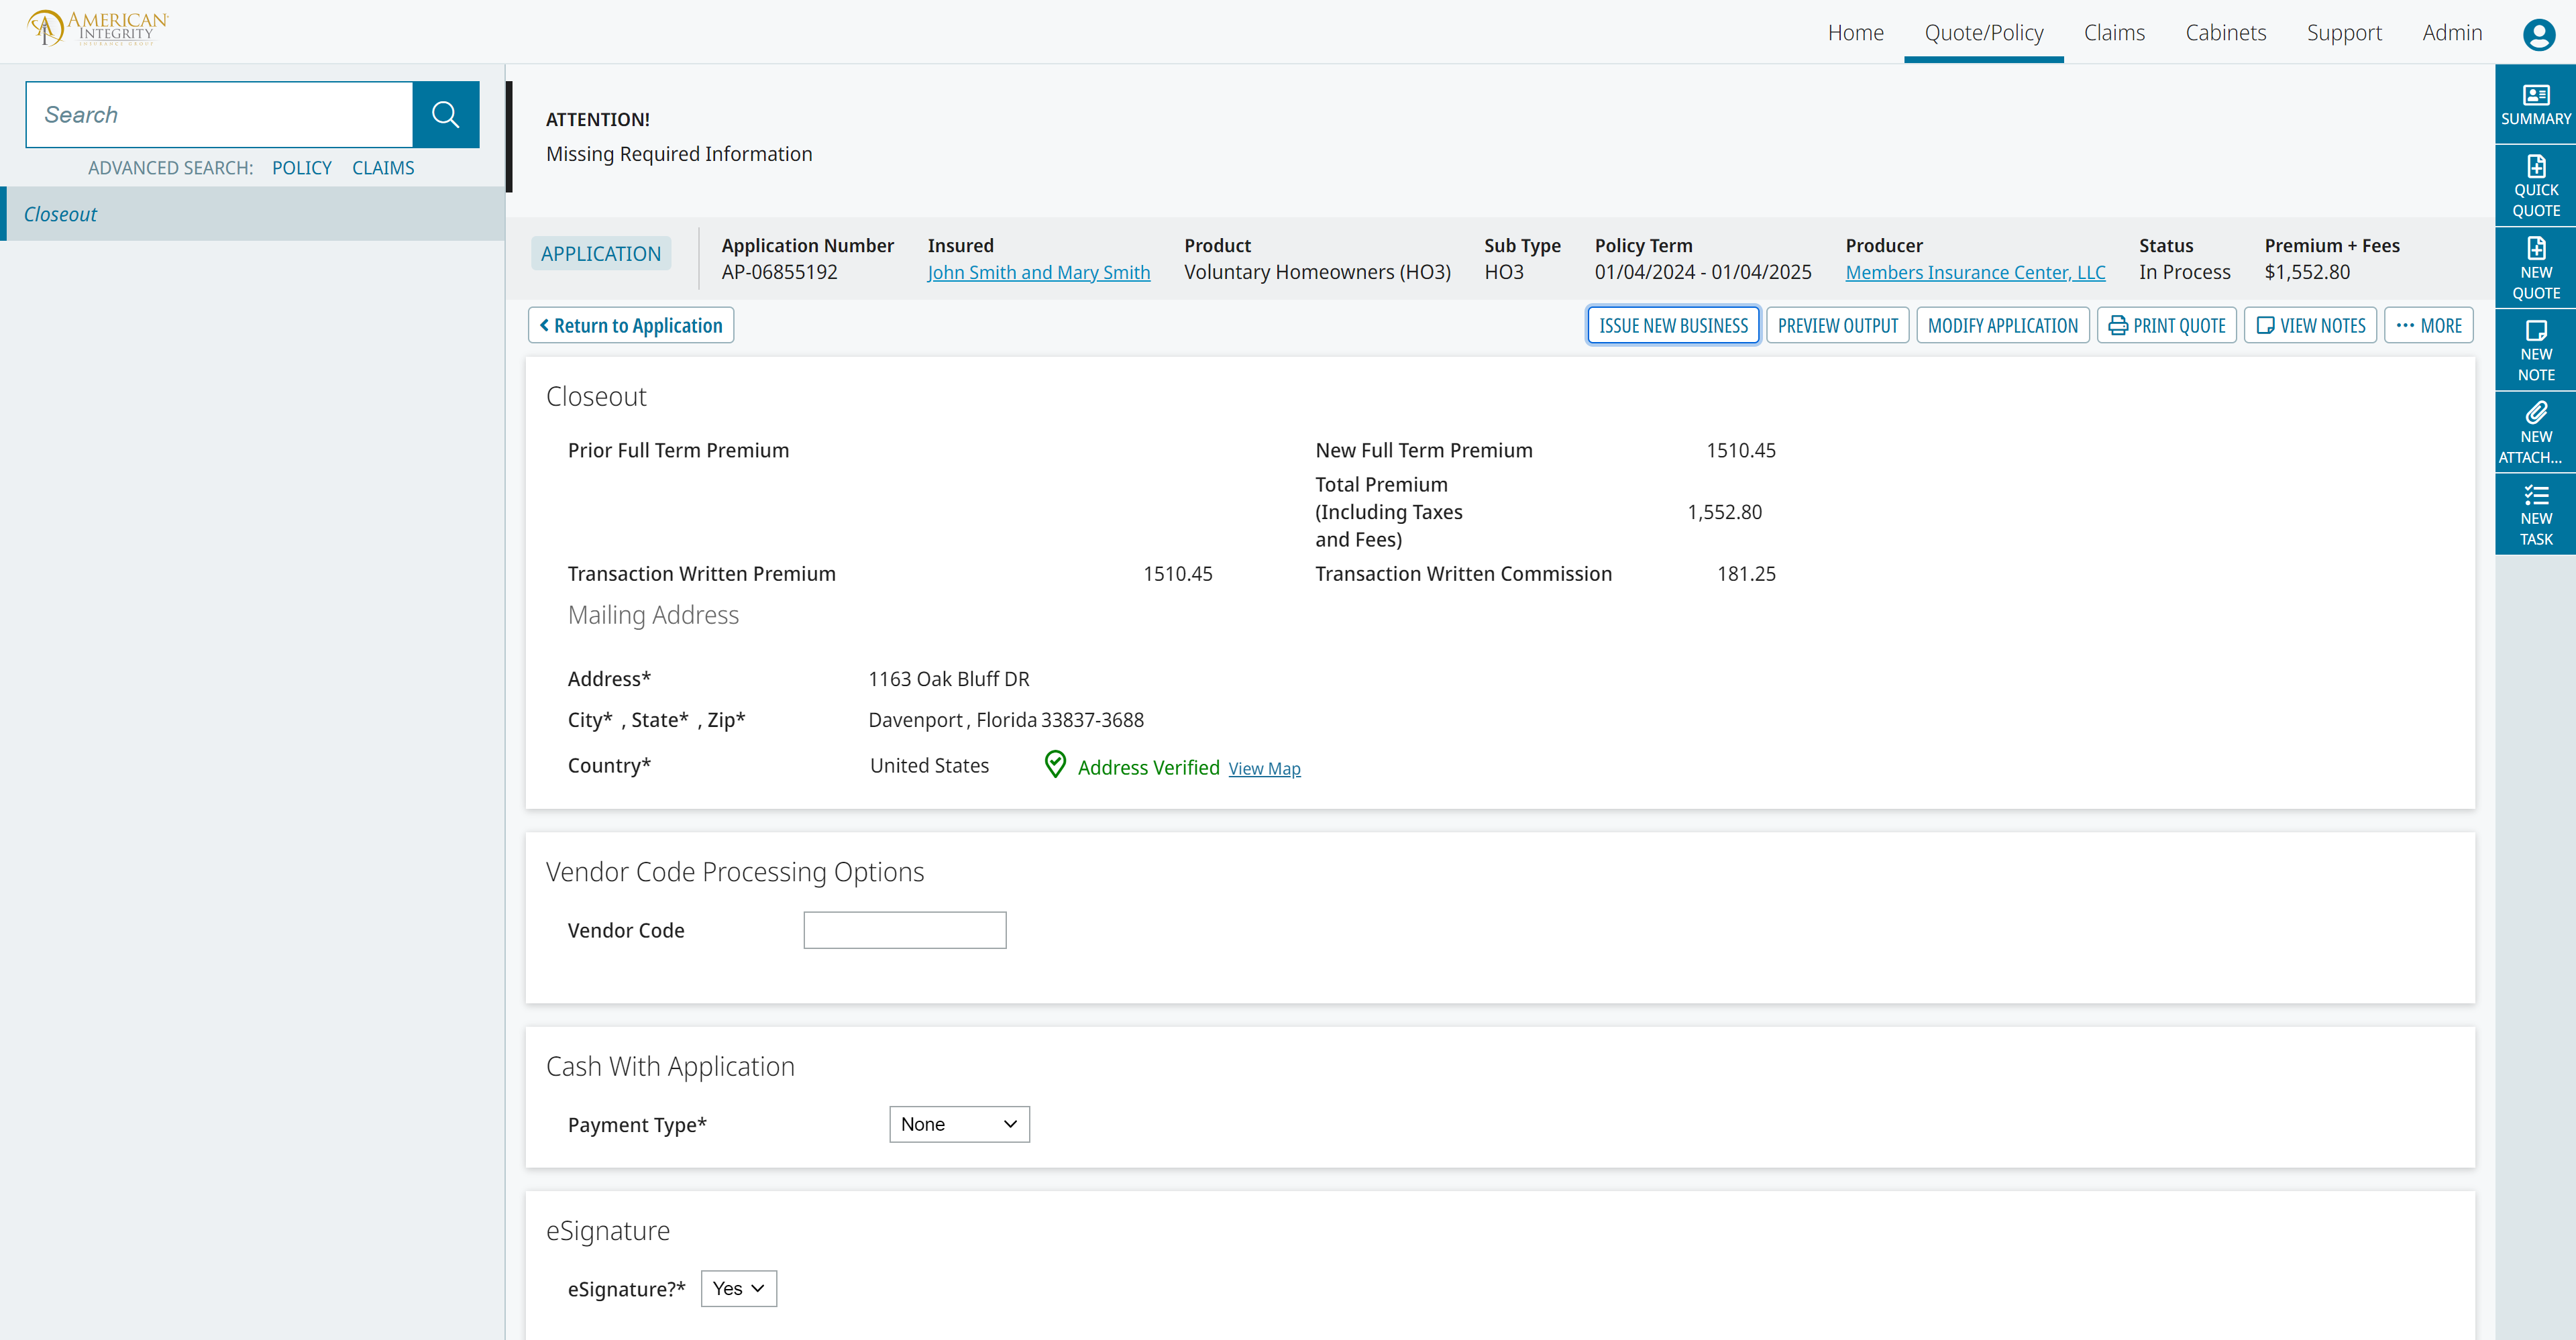 AMERICAN
INTEGRITY
INSURANCE GROUP
Home
Quote/Policy
Claims
Cabinets
Support
Admin
Search
ADVANCED SEARCH: POLICY CLAIMS
Closeout
ATTENTION!
Missing Required Information
APPLICATION
Application Number
AP-06855192
Insured
John Smith and Mary Smith
Product
Voluntary Homeowners (HO3)
Sub Type
HO3
Policy Term
01/04/2024 - 01/04/2025
Producer
Members Insurance Center, LLC
Status
In Process
Premium + Fees
$1,552.80
Return to Application
ISSUE NEW BUSINESS
PREVIEW OUTPUT
MODIFY APPLICATION
PRINT QUOTE
VIEW NOTES
MORE
Closeout
Prior Full Term Premium
New Full Term Premium 1510.45
Total Premium
(Including Taxes
and Fees)
1,552.80
Transaction Written Premium 1510.45
Transaction Written Commission 181.25
Mailing Address
Address* 1163 Oak Bluff DR
City* , State* , Zip* Davenport , Florida 33837-3688
Country* United States Address Verified View Map
Vendor Code Processing Options
Vendor Code
Cash With Application
Payment Type* None
eSignature
eSignature?* Yes
SUMMARY
QUICK
QUOTE
NEW
QUOTE
NEW
NOTE
NEW
ATTACH...
NEW
TASK